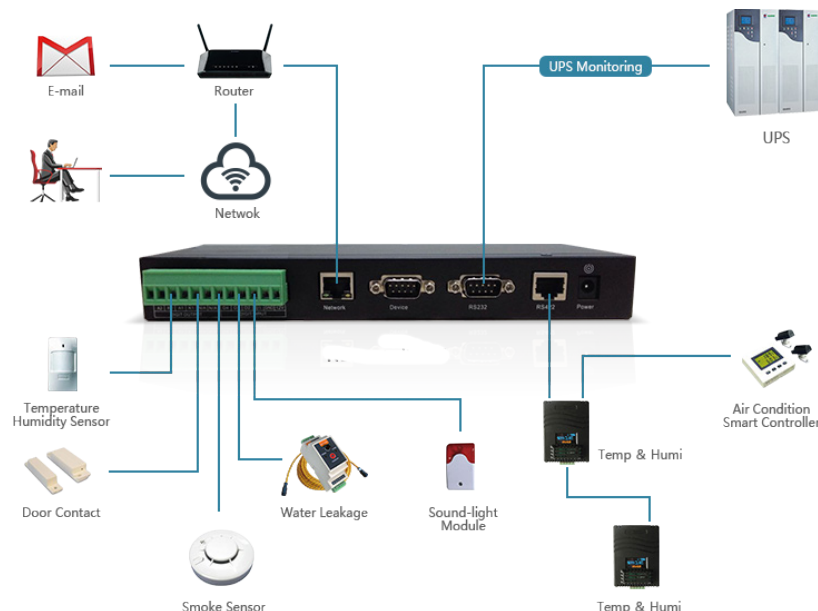 E-mail
Router
UPS Monitoring
UPS
Netwok
Network
Device
RS232
Power
Temperature
Humidity Sensor
Door Contact
Smoke Sensor
Water Leakage
Sound-light
Module
Temp & Humi
Temp & Humi
Air Condition
Smart Controller